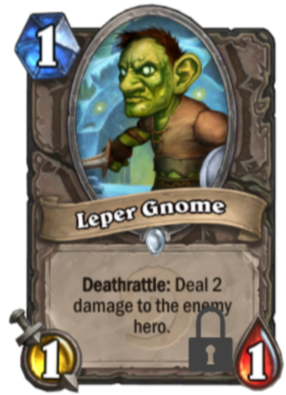 1
Leper Gnome
Deathrattle: Deal 2
damage to the enemy
hero.
1
1